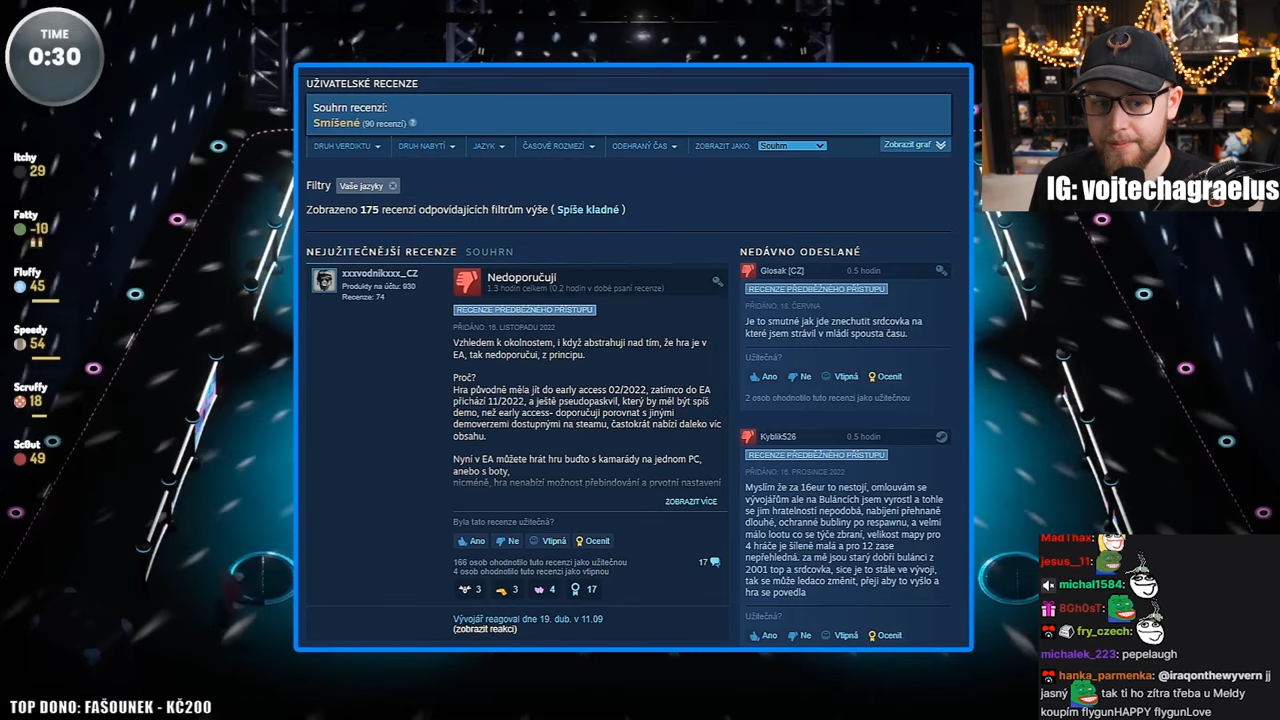 TIME
0:30
Itchy
29
Fatty
-10
Fluffy
45
Speedy
54
Scruffy
18
ScBut
49
UŽIVATELSKÉ RECENZE
Souhrn recenzí:
Smíšené (90 recenzí) ?
DRUH VERDIKTU DRUH NABYTÍ JAZYK ČASOVÉ ROZMEZÍ ODEHRANÝ ČAS ZOBRAZIT JAKO: Souhrn Zobrazit graf
Filtry Vaše jazyky
Zobrazeno 175 recenzí odpovídajících filtrům výše ( Spíše kladné )
NEJUŽITEČNĚJŠÍ RECENZE SOUHRN
xxxvodnikxxx_CZ
Produkty na účtu: 930
Recenze: 74
Nedoporučuji
1.3 hodin celkem (0.2 hodin v době psaní recenze)
RECENZE PŘEDBĚŽNÉHO PŘÍSTUPU
PŘIDÁNO: 16. LISTOPADU 2022
Vzhledem k okolnostem, i když abstrahuji nad tím, že hra je v
EA, tak nedoporučui, z principu.
Proč?
Hra původně měla jít do early access 02/2022, zatímco do EA
přichází 11/2022, a ještě pseudopaskvil, který by měl být spíš
demo, než early access- doporučuji porovnat s jinými
demoverzemi dostupnými na steamu, častokrát nabízí daleko víc
obsahu.
Nyní v EA můžete hrát hru buďto s kamarády na jednom PC,
anebo s boty,
nicméně, hra nenabízí možnost přebindování a prvotní nastavení
ZOBRAZIT VÍCE
Byla tato recenze užitečná?
Ano Ne Vtipná Ocenit
166 osob ohodnotilo tuto recenzi jako užitečnou
4 osob ohodnotilo tuto recenzi jako vtipnou
17
3 3 4 17
Vývojář reagoval dne 19. dub. v 11.09
(zobrazit reakci)
NEDÁVNO ODESLANÉ
Glosak [CZ] 0.5 hodin
RECENZE PŘEDBĚŽNÉHO PŘÍSTUPU
PŘIDÁNO: 18. ČERVNA
Je to smutné jak jde znechutit srdcovka na
které jsem strávil v mládí spousta času.
Užitečná?
Ano Ne Vtipná Ocenit
2 osob ohodnotilo tuto recenzi jako užitečnou
Kyblik526 0.5 hodin
RECENZE PŘEDBĚŽNÉHO PŘÍSTUPU
PŘIDÁNO: 16. PROSINCE 2022
Myslím že za 16eur to nestojí, omlouvám se
vývojářům ale na Buláncích jsem vyrostl a tohle
se jim hratelností nepodobá, nabíjení přehnaně
dlouhé, ochranné bubliny po respawnu, a velmi
málo lootu co se týče zbraní, velikost mapy pro
4 hráče je šíleně malá a pro 12 zase
nepřehledná. za mě jsou starý dobří bulánci z
2001 top a srdcovka, sice je to stále ve vývoji,
tak se může ledaco změnit, přeji aby to vyšlo a
hra se povedla
Užitečná?
Ano Ne Vtipná Ocenit
IG: vojtechagraelus
Mad1hax:
jesus__11:
michal1584:
8Gh0sT:
fry_czech:
michalek_223: pepelaugh
hanka_parmenka: @iraqonthewyvern jj
jasný tak ti ho zítra třeba u Meldy
koupím flygunHAPPY flygunLove
TOP DONO: FAŠOUNEK - KČ200